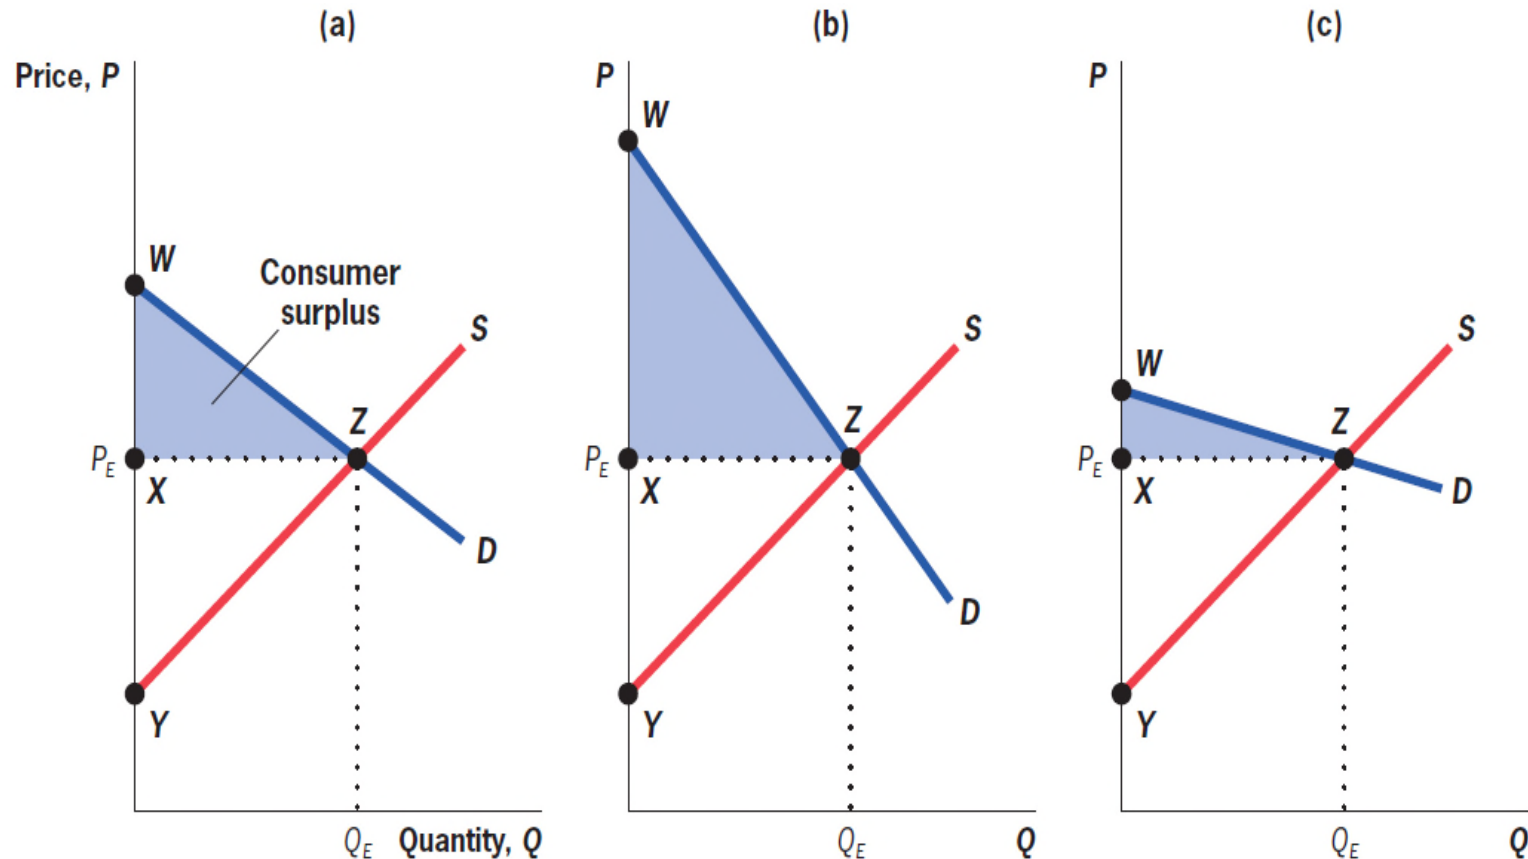 (a)
Price, P
W
Consumer
surplus
S
Z
P_E
X
D
Y
Q_E Quantity, Q
(b)
P
W
S
Z
P_E
X
D
Y
Q_E Q
(c)
P
W
S
Z
P_E
X
D
Y
Q_E Q